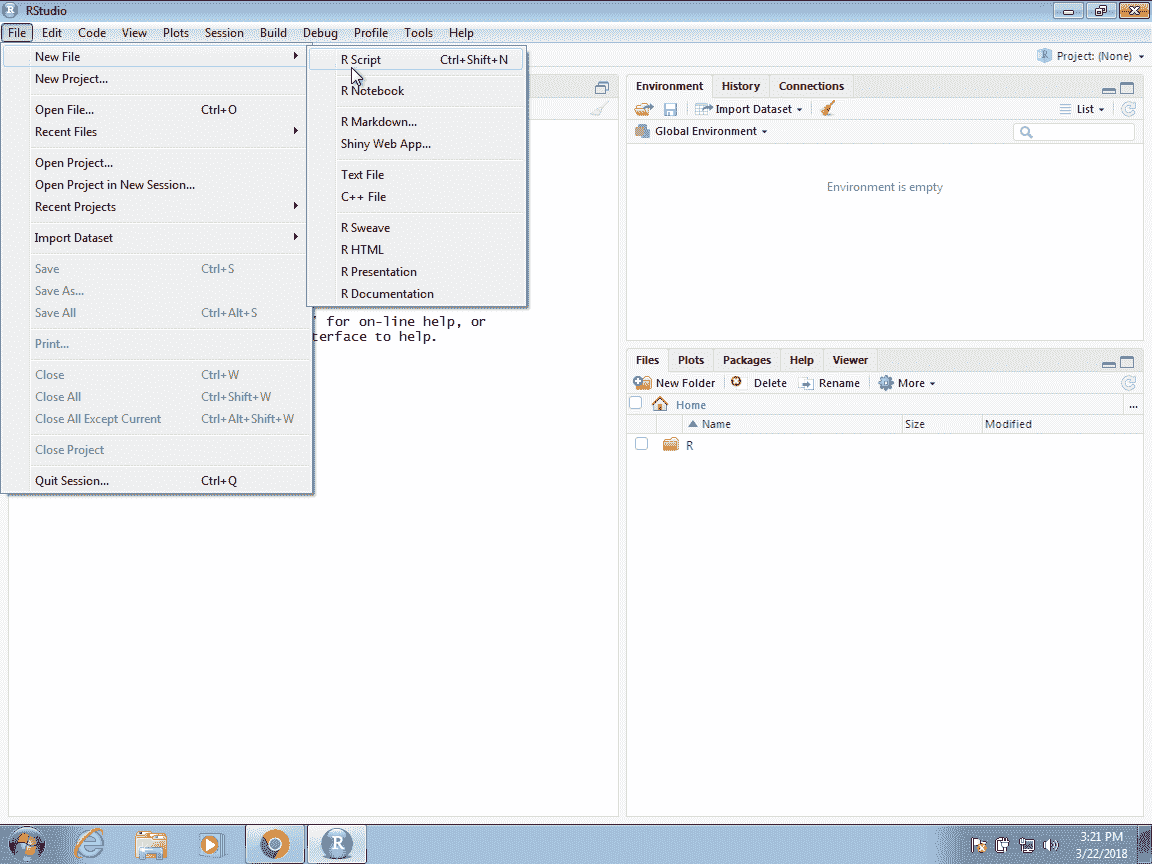 RStudio
File Edit Code View Plots Session Build Debug Profile Tools Help
Project: (None)
New File
New Project...
Open File... Ctrl+O
Recent Files
Open Project...
Open Project in New Session...
Recent Projects
Import Dataset
Save Ctrl+S
Save As...
Save All Ctrl+Alt+S
Print...
Close Ctrl+W
Close All Ctrl+Shift+W
Close All Except Current Ctrl+Alt+Shift+W
Close Project
Quit Session... Ctrl+Q
R Script Ctrl+Shift+N
R Notebook
R Markdown...
Shiny Web App...
Text File
C++ File
R Sweave
R HTML
R Presentation
R Documentation
' for on-line help, or
terface to help.
Environment History Connections
Import Dataset List
Global Environment
Environment is empty
Files Plots Packages Help Viewer
New Folder Delete Rename More
Home ...
Name Size Modified
R
3:21 PM
3/22/2018